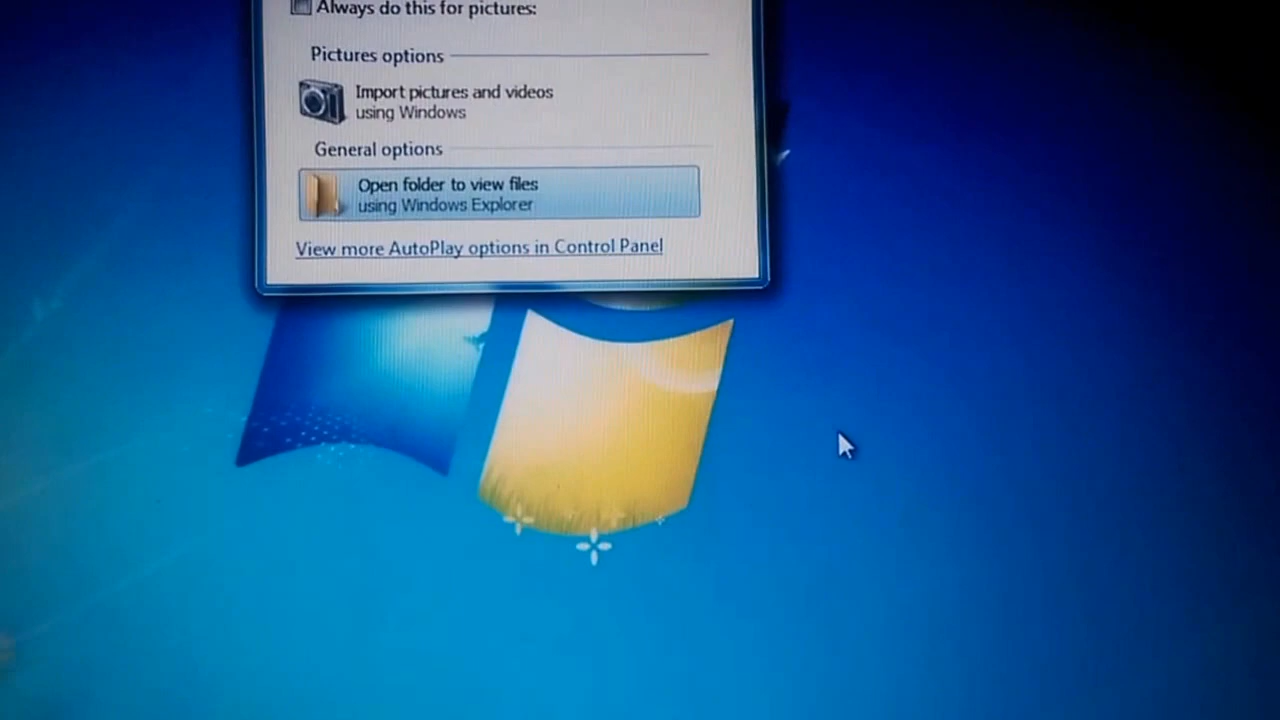 Always do this for pictures:
Pictures options
Import pictures and videos
using Windows
General options
Open folder to view files
using Windows Explorer
View more AutoPlay options in Control Panel